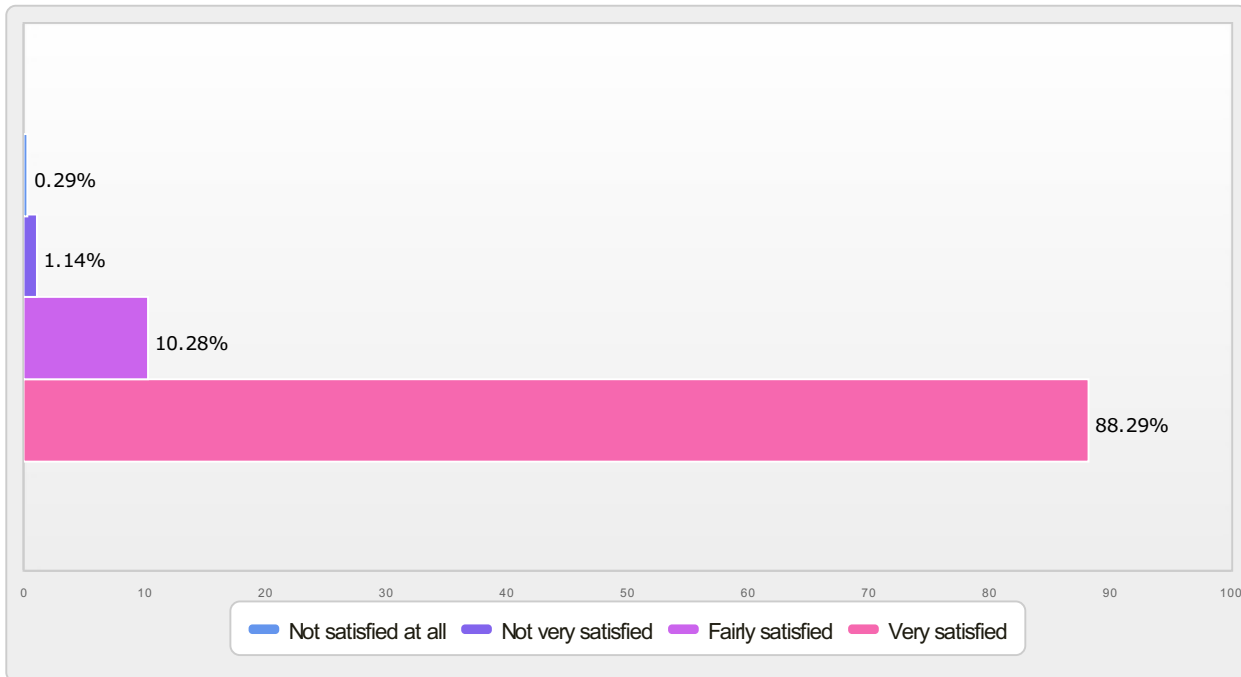 0.29%
1.14%
10.28%
88.29%
0 10 20 30 40 50 60 70 80 90 100
Not satisfied at all Not very satisfied Fairly satisfied Very satisfied